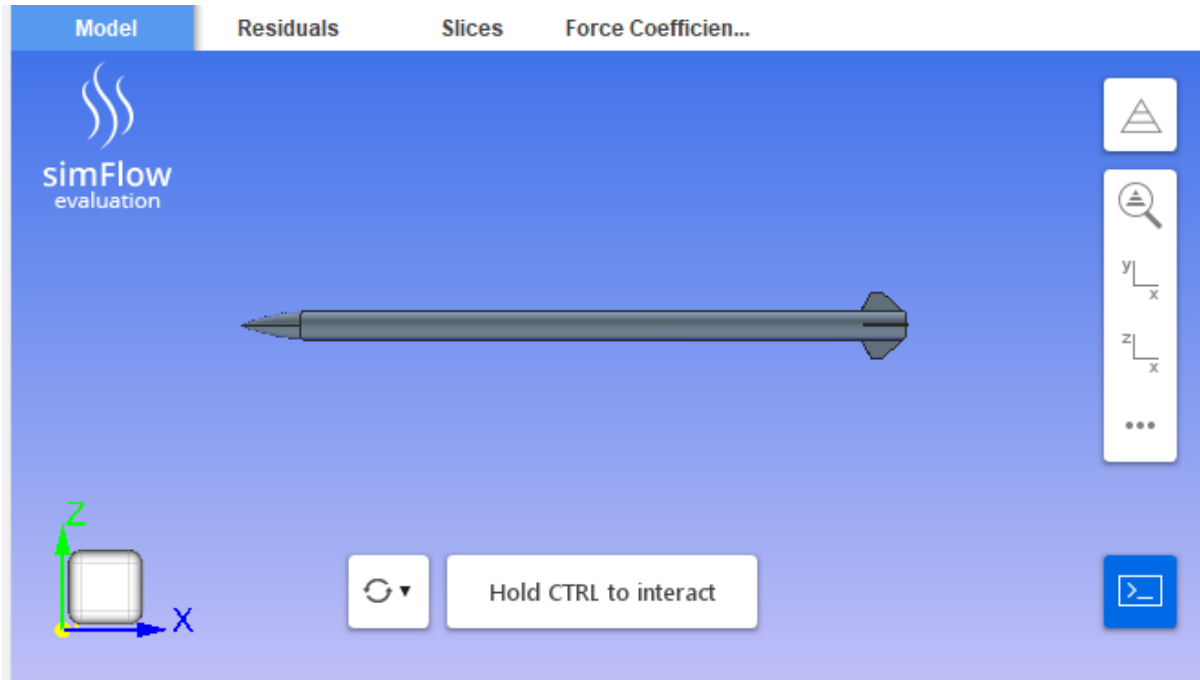 Model Residuals Slices Force Coefficien...
simFlow
evaluation
y
x
z
x
Z
X
Hold CTRL to interact